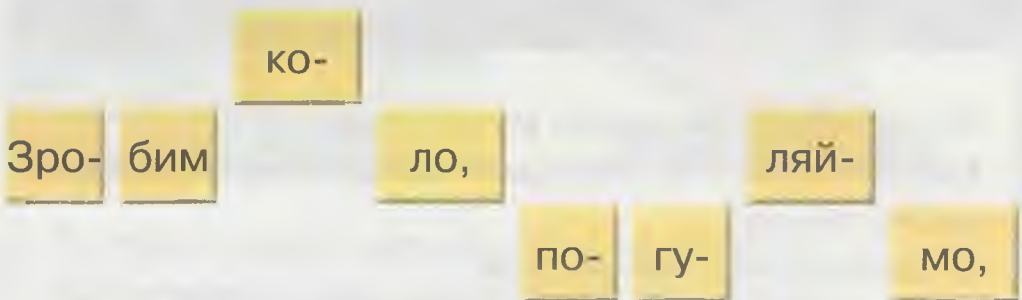 Зро- бим ко- ло, по- гу- ляй- мо,